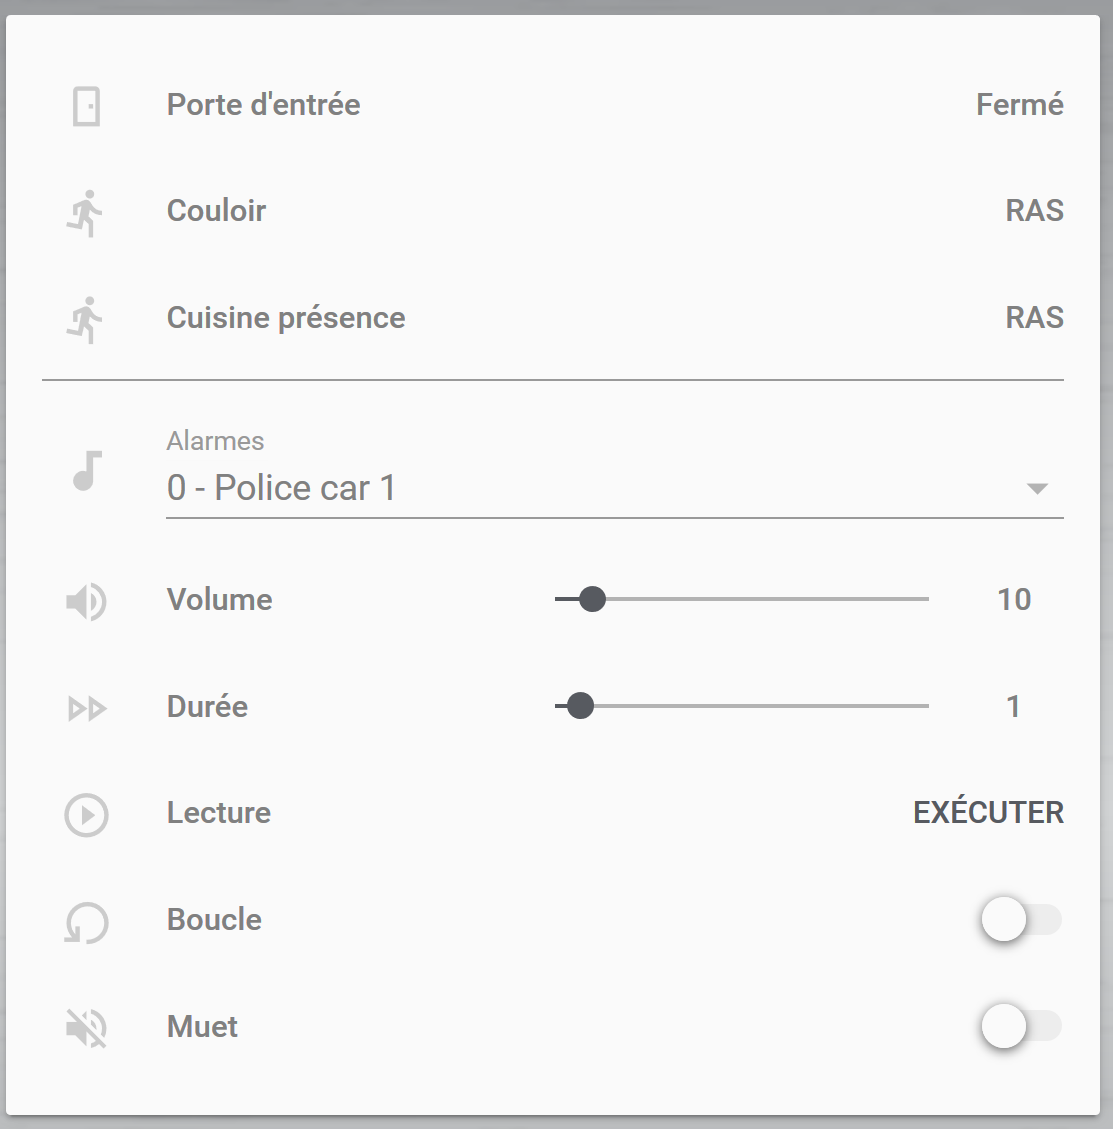 Porte d'entrée Fermé
Couloir RAS
Cuisine présence RAS
Alarmes
0 - Police car 1
Volume 10
Durée 1
Lecture EXÉCUTER
Boucle
Muet